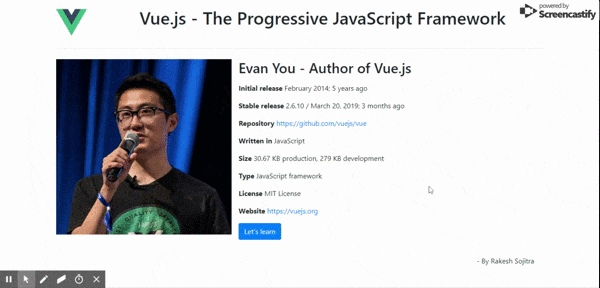 powered by
Screencastify
Vue.js - The Progressive JavaScript Framework
Evan You - Author of Vue.js
Initial release February 2014; 5 years ago
Stable release 2.6.10 / March 20, 2019; 3 months ago
Repository https://github.com/vuejs/vue
Written in JavaScript
Size 30.67 KB production, 279 KB development
Type JavaScript framework
License MIT License
Website https://vuejs.org
Let's learn
- By Rakesh Sojitra